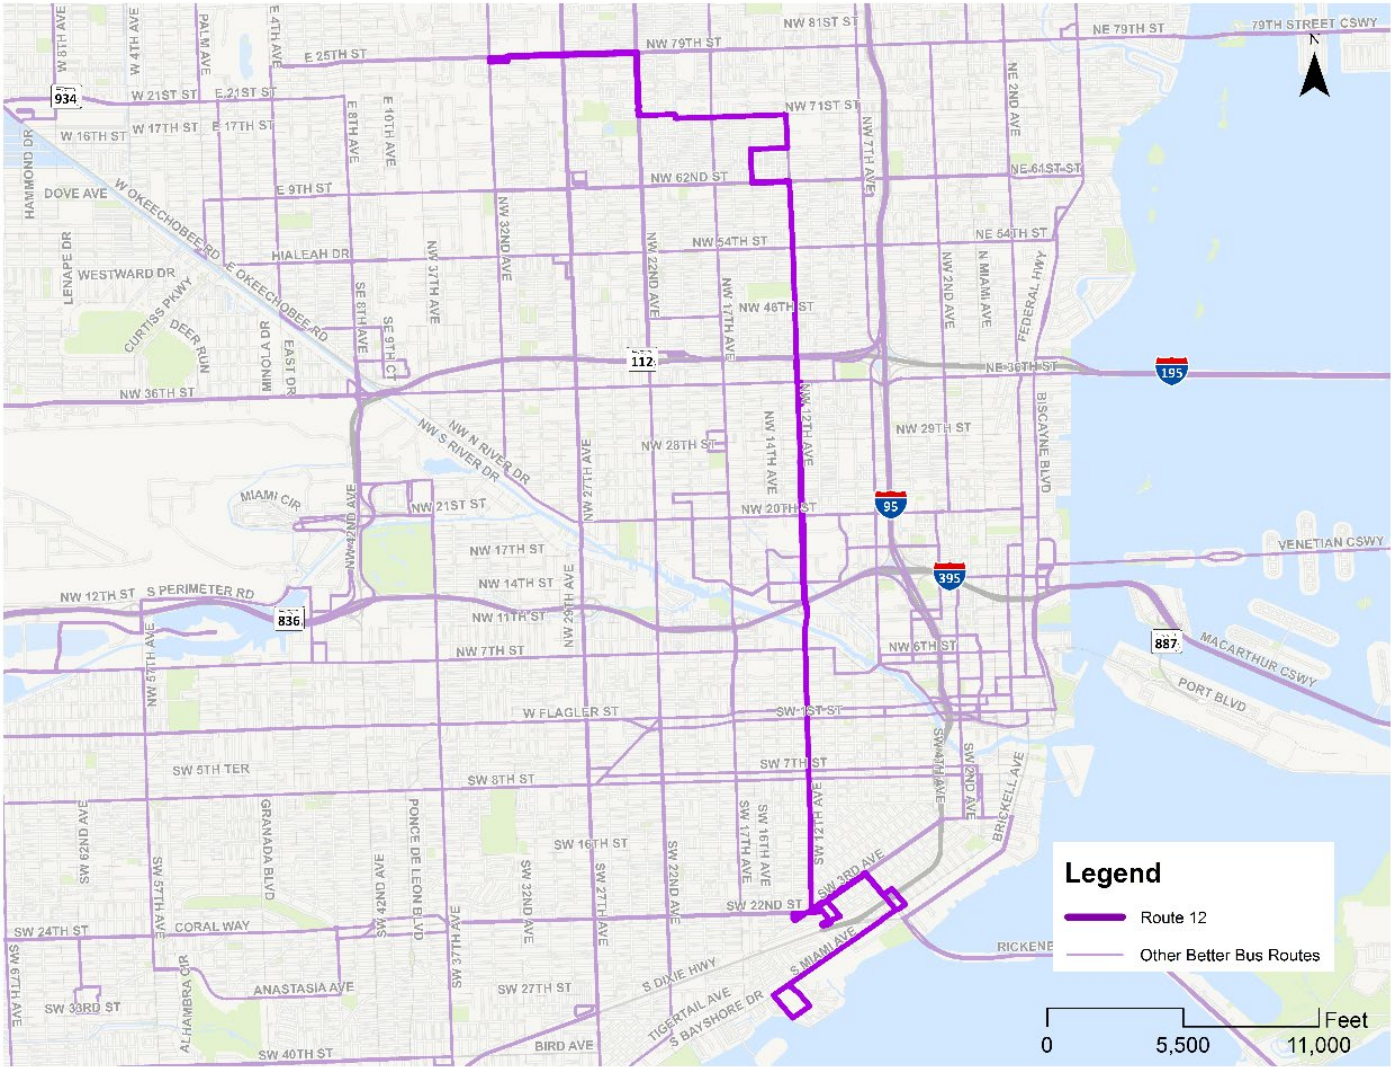 W 8TH AVE
W 4TH AVE
PALM AVE
E 4TH AVE
NW 81ST ST
NE 79TH ST
79TH STREET CSWY
N
E 25TH ST
NW 79TH ST
934
W 21ST ST
E 21ST ST
E 8TH AVE
E 10TH AVE
NW 71ST ST
NW 7TH AVE
NE 2ND AVE
W 16TH ST
W 17TH ST
E 17TH ST
HAMMOND DR
DOVE AVE
W OKEECHOBEE RD
E 9TH ST
NW 32ND AVE
NW 62ND ST
NE 61ST ST
LENAPE DR
WESTWARD DR
HIALEAH DR
NW 37TH AVE
NW 22ND AVE
NW 54TH ST
NE 54TH ST
E OKEECHOBEE RD
CURTISS PKWY
DEER RUN
MINOLA DR
EAST DR
SE 8TH AVE
SE 9TH CT
NW 17TH AVE
NW 46TH ST
NW 2ND AVE
N MIAMI AVE
FEDERAL HWY
112
195
NE 36TH ST
NW 36TH ST
NW N RIVER DR
NW S RIVER DR
NW 27TH AVE
NW 28TH ST
NW 14TH AVE
NW 12TH AVE
NW 29TH ST
BISCAYNE BLVD
MIAMI CIR
NW 42ND AVE
NW 21ST ST
NW 20TH ST
95
NW 17TH ST
VENETIAN CSWY
395
NW 12TH ST
S PERIMETER RD
NW 14TH ST
NW 29TH AVE
836
NW 11TH ST
887
MACARTHUR CSWY
NW 57TH AVE
NW 7TH ST
NW 6TH ST
PORT BLVD
W FLAGLER ST
SW 1ST ST
SW 4TH AVE
SW 2ND AVE
BRICKELL AVE
SW 5TH TER
SW 8TH ST
SW 7TH ST
SW 62ND AVE
SW 57TH AVE
GRANADA BLVD
SW 42ND AVE
PONCE DE LEON BLVD
SW 37TH AVE
SW 32ND AVE
SW 16TH ST
SW 27TH AVE
SW 22ND AVE
SW 17TH AVE
SW 16TH AVE
SW 12TH AVE
SW 3RD AVE
SW 22ND ST
SW 24TH ST
CORAL WAY
SW 67TH AVE
S MIAMI AVE
S DIXIE HWY
RICKENB
ALHAMBRA CIR
ANASTASIA AVE
SW 27TH ST
SW 33RD ST
TIGERTAIL AVE
S BAYSHORE DR
SW 40TH ST
BIRD AVE
Legend
Route 12
Other Better Bus Routes
Feet
0 5,500 11,000